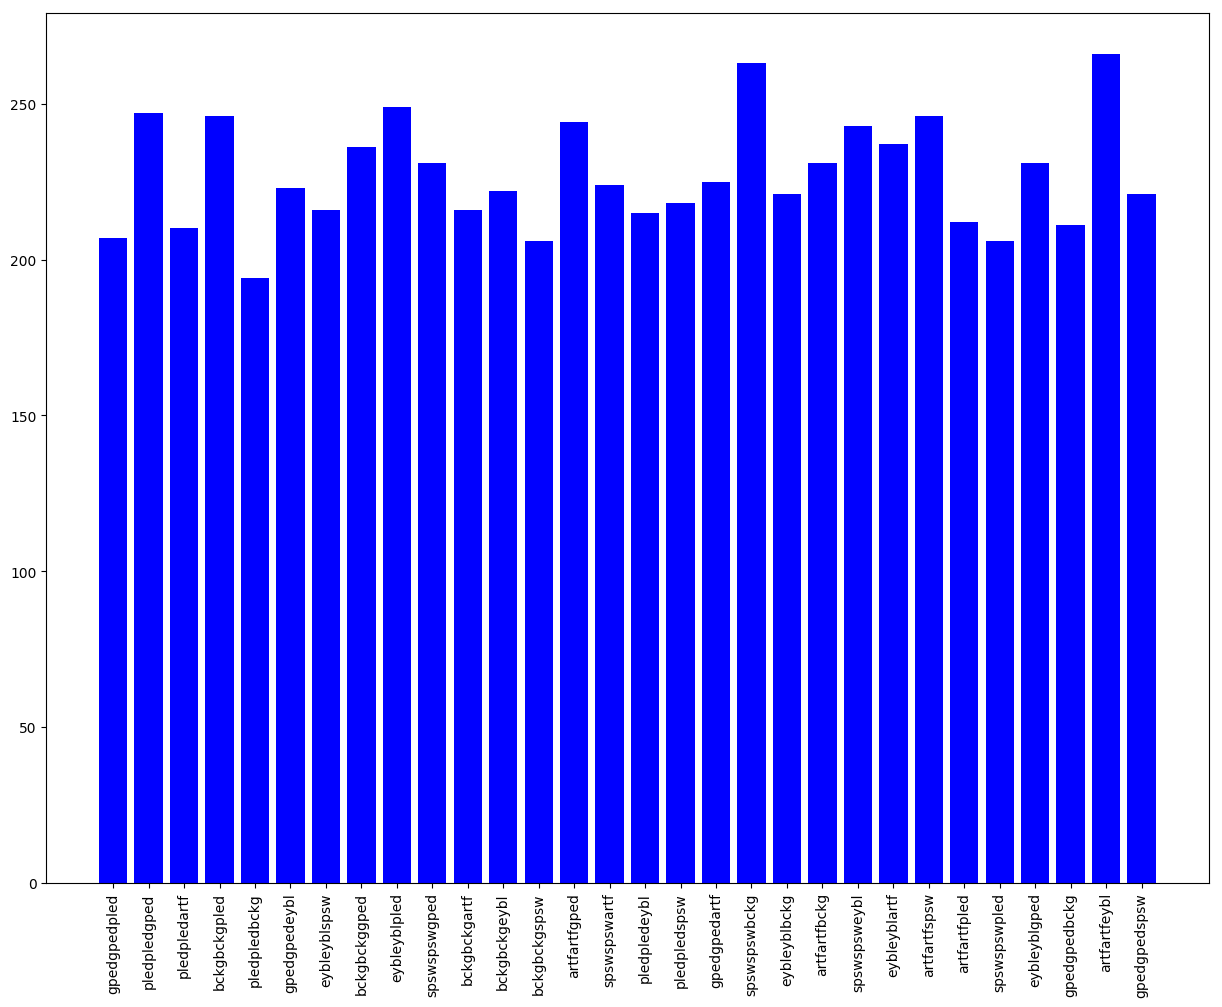 250
200
150
100
50
0
gpedgpedpled
pledpledgped
pledpledartf
bckgbckgpled
pledpledbckg
gpedgpedeybl
eybleyblspsw
bckgbckggped
eybleyblpled
spswspswgped
bckgbckgartf
bckgbckgeybl
bckgbckgspsw
artfartfgped
spswspswartf
pledpledeybl
pledpledspsw
gpedgpedartf
spswspswbckg
eybleyblbckg
artfartfbckg
spswspsweybl
eybleyblartf
artfartfspsw
artfartfpled
spswspswpled
eybleyblgped
gpedgpedbckg
artfartfeybl
gpedgpedspsw